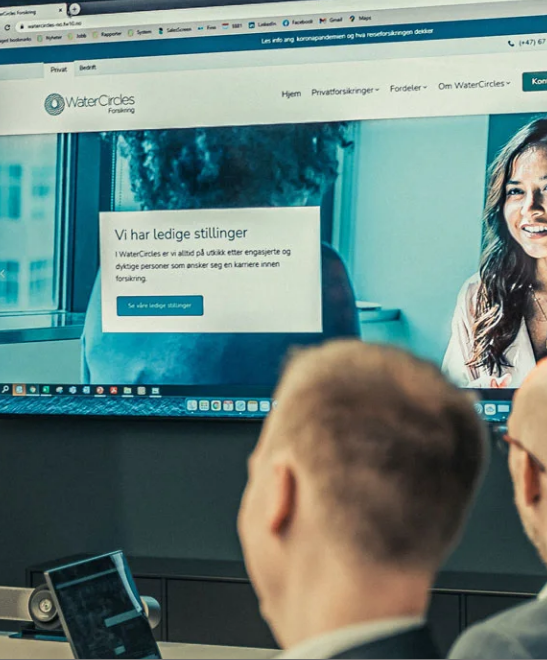 WaterCircles Forsikring
watercircles-no.fw10.no
Nyheter Jobb Rapporter System SalesScreen Linkedin Facebook Gmail Maps
Les info ang. koronapandemien og hva reiseforsikringen dekker
(+47) 67
Privat Bedrift
WaterCircles
Forsikring
Hjem Privatforsikringer Fordeler Om WaterCircles Kon
Vi har ledige stillinger
I WaterCircles er vi alltid på utkikk etter engasjerte og
dyktige personer som ønsker seg en karriere innen
forsikring.
Se våre ledige stillinger